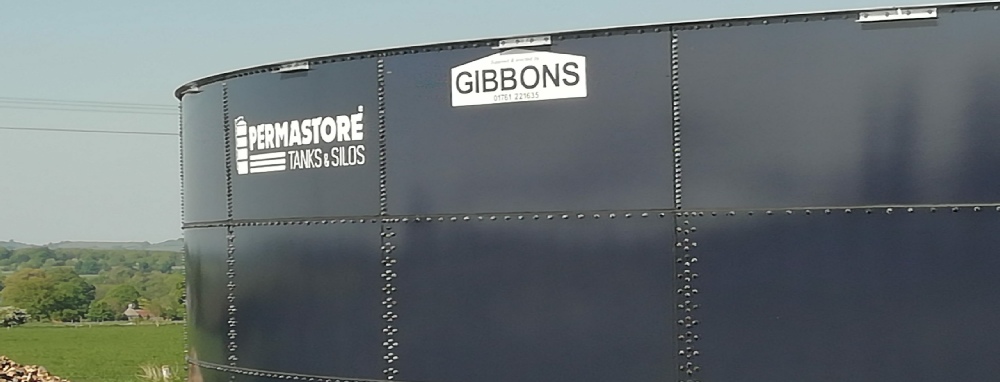 PERMASTORE®
TANKS & SILOS
GIBBONS
01761 221635